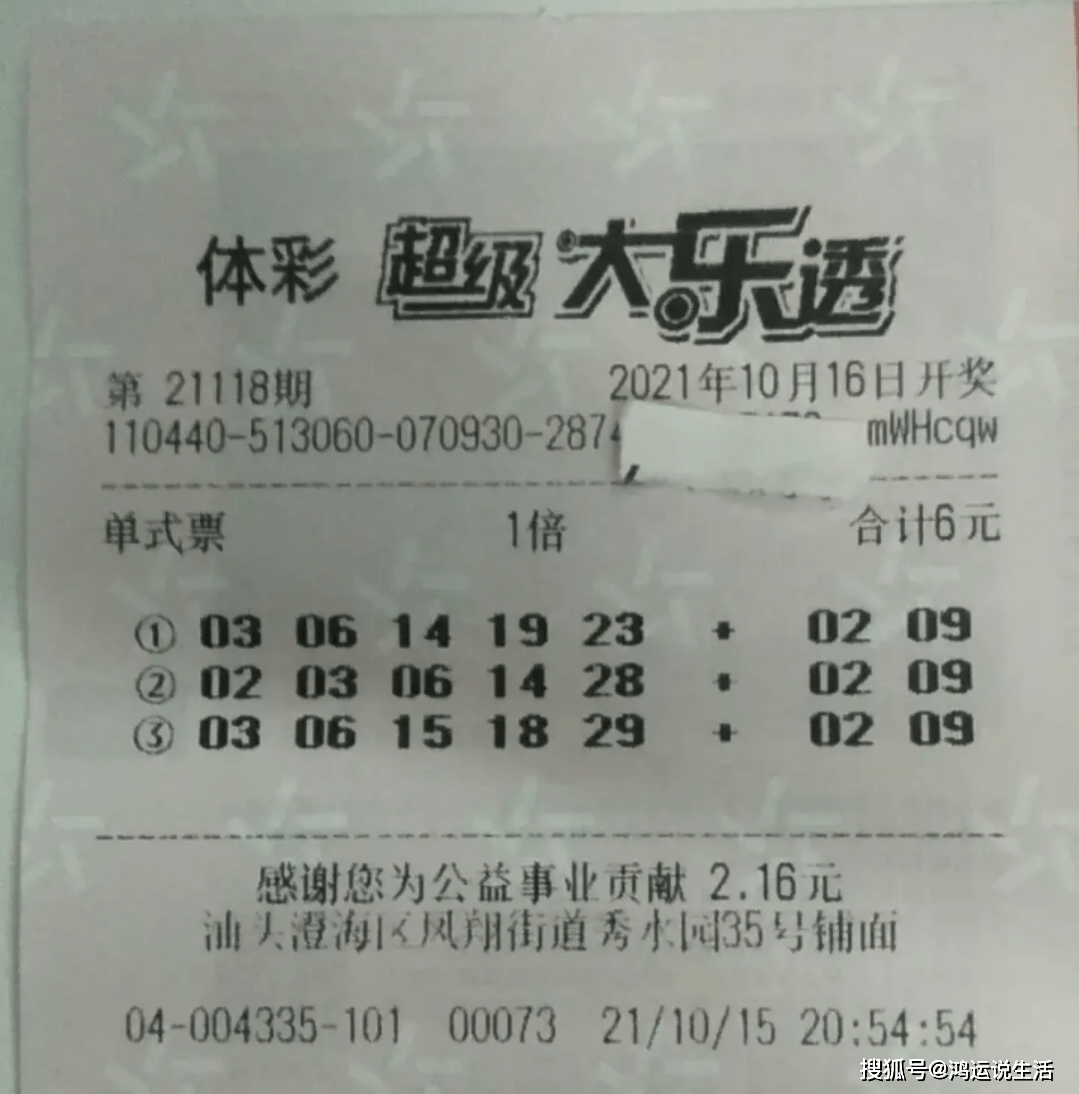 体彩 超级大乐透
第 21118期 2021年10月16日开奖
110440-513060-070930-287 mWHcqw
单式票 1倍 合计6元
① 03 06 14 19 23 + 02 09
② 02 03 06 14 28 + 02 09
③ 03 06 15 18 29 + 02 09
感谢您为公益事业贡献 2.16元
汕头澄海区凤翔街道秀水园35号铺面
04-004335-101 00073 21/10/15 20:54:54
搜狐号@鸿运说生活